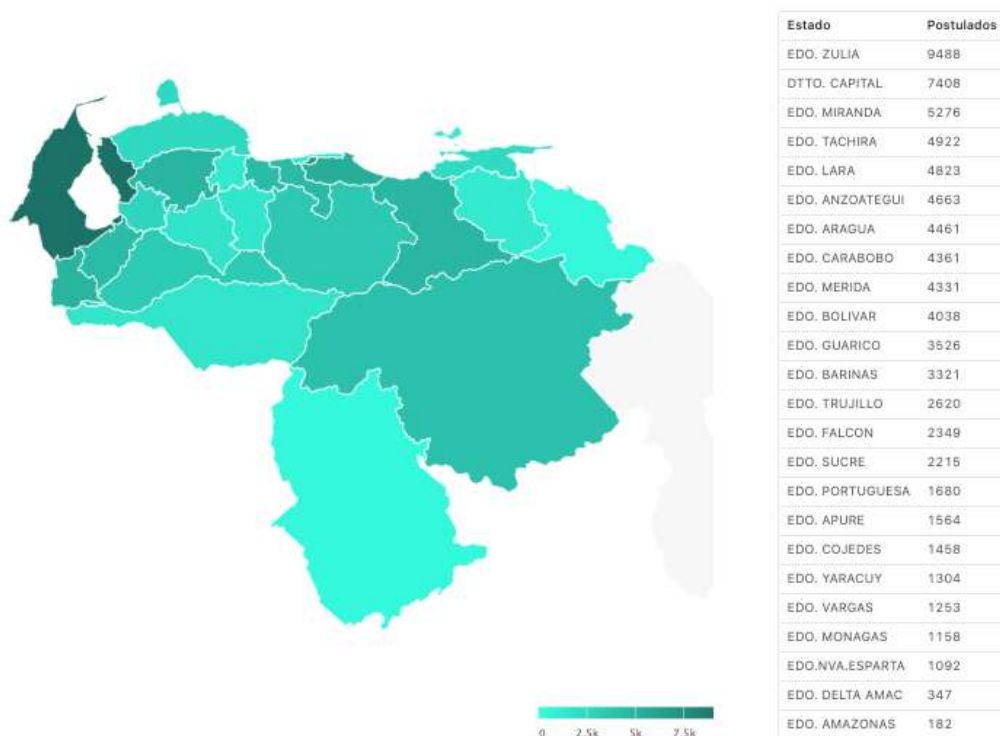 Estado Postulados
EDO. ZULIA 9488
DTTO. CAPITAL 7408
EDO. MIRANDA 5276
EDO. TACHIRA 4922
EDO. LARA 4823
EDO. ANZOATEGUI 4663
EDO. ARAGUA 4461
EDO. CARABOBO 4361
EDO. MERIDA 4331
EDO. BOLIVAR 4038
EDO. GUARICO 3526
EDO. BARINAS 3321
EDO. TRUJILLO 2620
EDO. FALCON 2349
EDO. SUCRE 2215
EDO. PORTUGUESA 1680
EDO. APURE 1564
EDO. COJEDES 1458
EDO. YARACUY 1304
EDO. VARGAS 1253
EDO. MONAGAS 1158
EDO.NVA.ESPARTA 1092
EDO. DELTA AMAC 347
EDO. AMAZONAS 182
0 2.5k 5k 7.5k